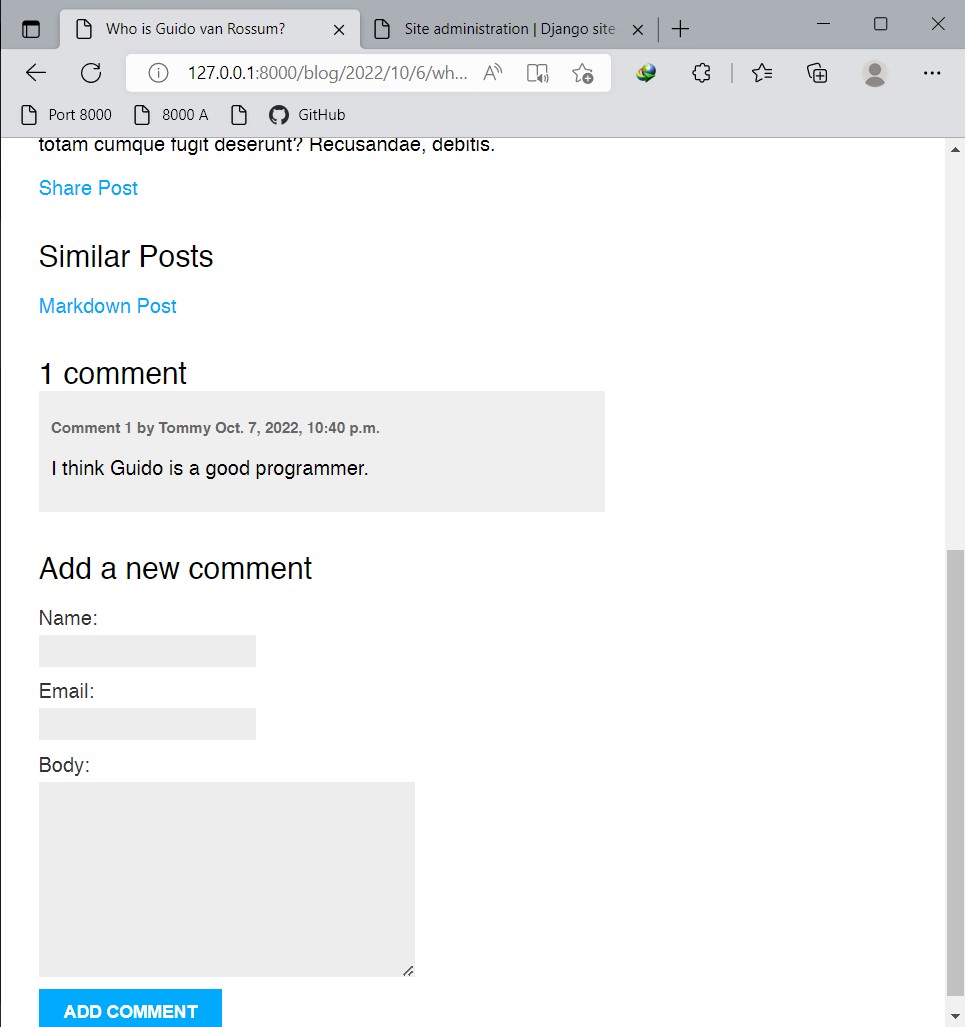 Who is Guido van Rossum?
Site administration | Django site
127.0.0.1:8000/blog/2022/10/6/wh...
Port 8000
8000 A
GitHub
totam cumque fugit deserunt? Recusandae, debitis.
Share Post
Similar Posts
Markdown Post
1 comment
Comment 1 by Tommy Oct. 7, 2022, 10:40 p.m.
I think Guido is a good programmer.
Add a new comment
Name:
Email:
Body:
ADD COMMENT